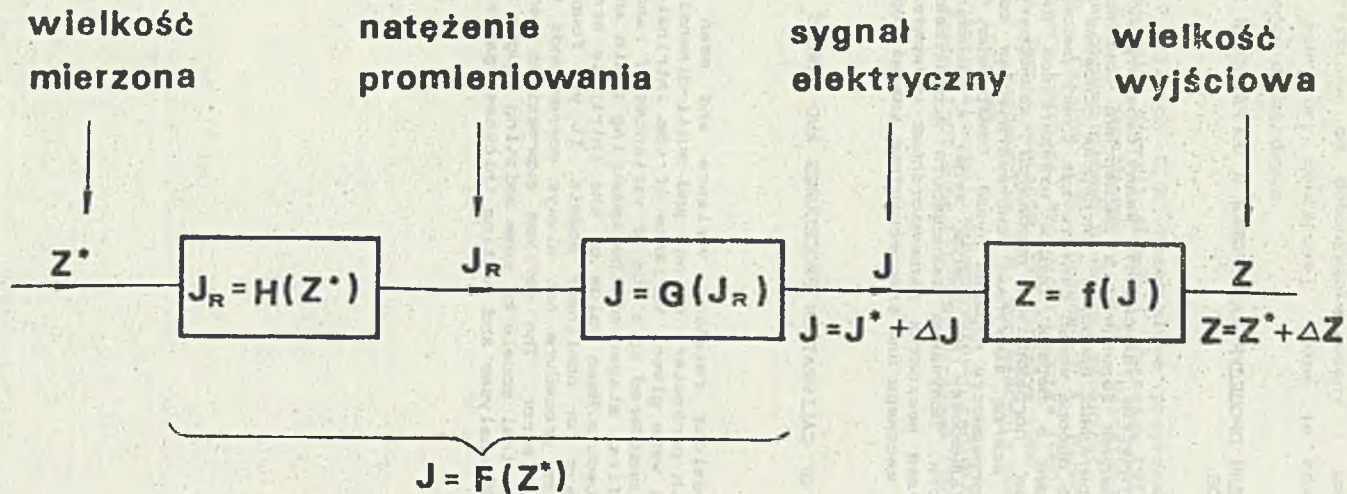 wielkość
mierzona
natężenie
promieniowania
sygnał
elektryczny
wielkość
wyjściowa
Z*
J_R = H(Z*)
J_R
J = G(J_R)
J
J = J* + ΔJ
Z = f(J)
Z
Z = Z* + ΔZ
J = F(Z*)